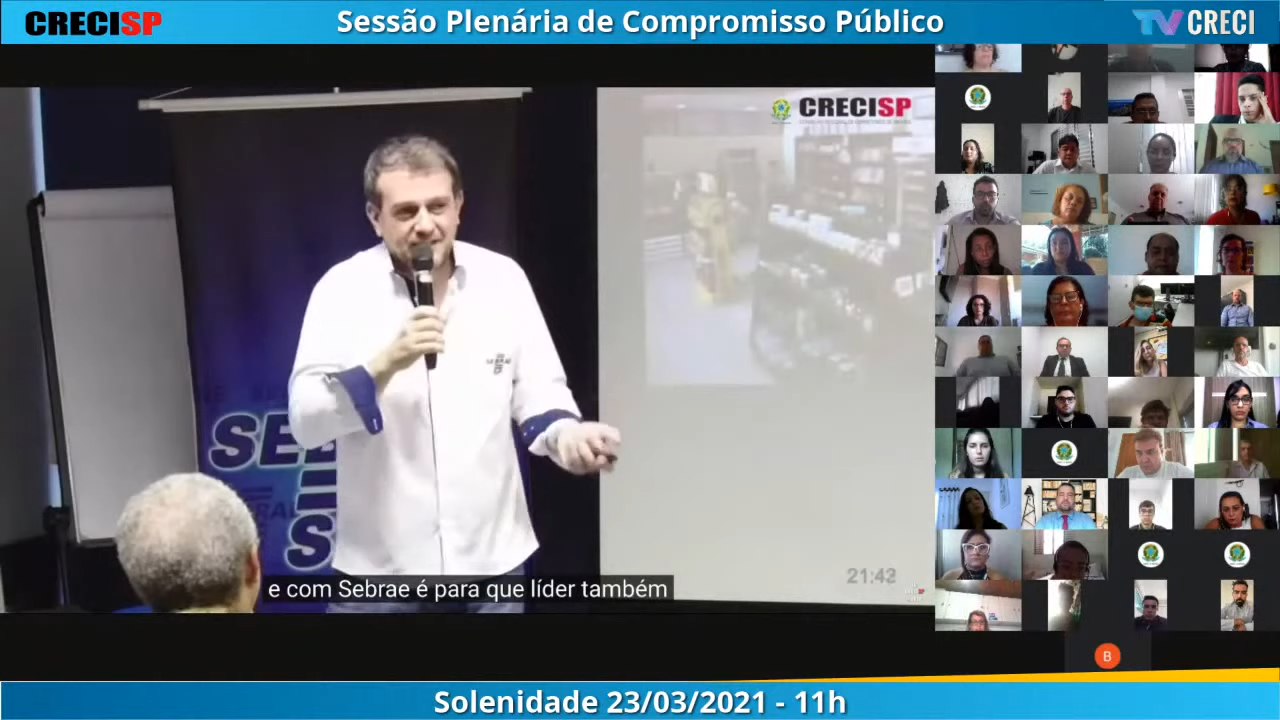 CRECISP
Sessão Plenária de Compromisso Público
TV CRECI
CRECISP
SEBRAE
SEB
S
21:42
e com Sebrae é para que líder também
B
Solenidade 23/03/2021 - 11h